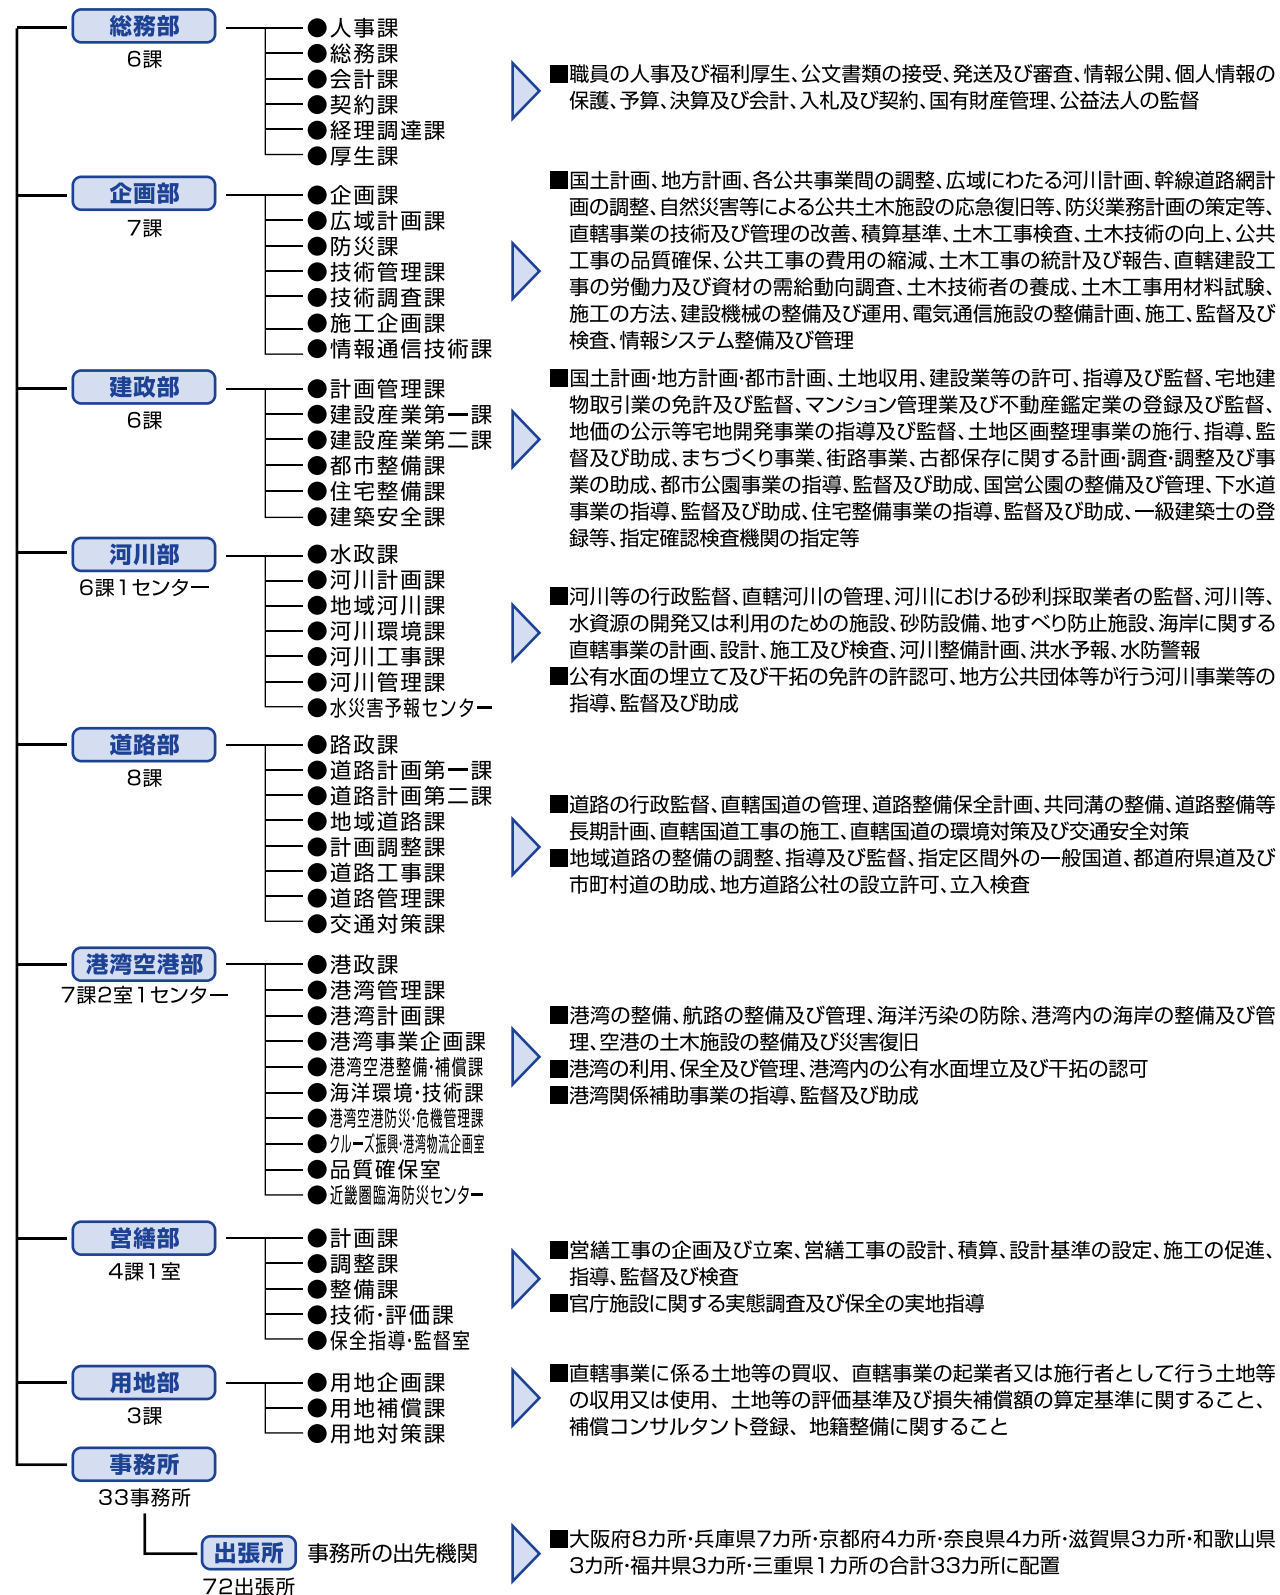 総務部
6課
●人事課
●総務課
●会計課
●契約課
●経理調達課
●厚生課
■職員の人事及び福利厚生、公文書類の接受、発送及び審査、情報公開、個人情報の
保護、予算、決算及び会計、入札及び契約、国有財産管理、公益法人の監督
企画部
7課
●企画課
●広域計画課
●防災課
●技術管理課
●技術調査課
●施工企画課
●情報通信技術課
■国土計画、地方計画、各公共事業間の調整、広域にわたる河川計画、幹線道路網計
画の調整、自然災害等による公共土木施設の応急復旧等、防災業務計画の策定等、
直轄事業の技術及び管理の改善、積算基準、土木工事検査、土木技術の向上、公共
工事の品質確保、公共工事の費用の縮減、土木工事の統計及び報告、直轄建設工
事の労働力及び資材の需給動向調査、土木技術者の養成、土木工事用材料試験、
施工の方法、建設機械の整備及び運用、電気通信施設の整備計画、施工、監督及び
検査、情報システム整備及び管理
建政部
6課
●計画管理課
●建設産業第一課
●建設産業第二課
●都市整備課
●住宅整備課
●建築安全課
■国土計画・地方計画・都市計画、土地収用、建設業等の許可、指導及び監督、宅地建
物取引業の免許及び監督、マンション管理業及び不動産鑑定業の登録及び監督、
地価の公示等宅地開発事業の指導及び監督、土地区画整理事業の施行、指導、監
督及び助成、まちづくり事業、街路事業、古都保存に関する計画・調査・調整及び事
業の助成、都市公園事業の指導、監督及び助成、国営公園の整備及び管理、下水道
事業の指導、監督及び助成、住宅整備事業の指導、監督及び助成、一級建築士の登
録等、指定確認検査機関の指定等
河川部
6課1センター
●水政課
●河川計画課
●地域河川課
●河川環境課
●河川工事課
●河川管理課
●水災害予報センター
■河川等の行政監督、直轄河川の管理、河川における砂利採取業者の監督、河川等、
水資源の開発又は利用のための施設、砂防設備、地すべり防止施設、海岸に関する
直轄事業の計画、設計、施工及び検査、河川整備計画、洪水予報、水防警報
■公有水面の埋立て及び干拓の免許の許認可、地方公共団体等が行う河川事業等の
指導、監督及び助成
道路部
8課
●路政課
●道路計画第一課
●道路計画第二課
●地域道路課
●計画調整課
●道路工事課
●道路管理課
●交通対策課
■道路の行政監督、直轄国道の管理、道路整備保全計画、共同溝の整備、道路整備等
長期計画、直轄国道工事の施工、直轄国道の環境対策及び交通安全対策
■地域道路の整備の調整、指導及び監督、指定区間外の一般国道、都道府県道及び
市町村道の助成、地方道路公社の設立許可、立入検査
港湾空港部
7課2室1センター
●港政課
●港湾管理課
●港湾計画課
●港湾事業企画課
●港湾空港整備・補償課
●海洋環境・技術課
●港湾空港防災・危機管理課
●クルーズ振興・港湾物流企画室
●品質確保室
●近畿圏臨海防災センター
■港湾の整備、航路の整備及び管理、海洋汚染の防除、港湾内の海岸の整備及び管
理、空港の土木施設の整備及び災害復旧
■港湾の利用、保全及び管理、港湾内の公有水面埋立及び干拓の認可
■港湾関係補助事業の指導、監督及び助成
営繕部
4課1室
●計画課
●調整課
●整備課
●技術・評価課
●保全指導・監督室
■営繕工事の企画及び立案、営繕工事の設計、積算、設計基準の設定、施工の促進、
指導、監督及び検査
■官庁施設に関する実態調査及び保全の実地指導
用地部
3課
●用地企画課
●用地補償課
●用地対策課
■直轄事業に係る土地等の買収、直轄事業の起業者又は施行者として行う土地等
の収用又は使用、土地等の評価基準及び損失補償額の算定基準に関すること、
補償コンサルタント登録、地籍整備に関すること
事務所
33事務所
出張所
72出張所
事務所の出先機関
■大阪府8カ所・兵庫県7カ所・京都府4カ所・奈良県4カ所・滋賀県3カ所・和歌山県
3カ所・福井県3カ所・三重県1カ所の合計33カ所に配置